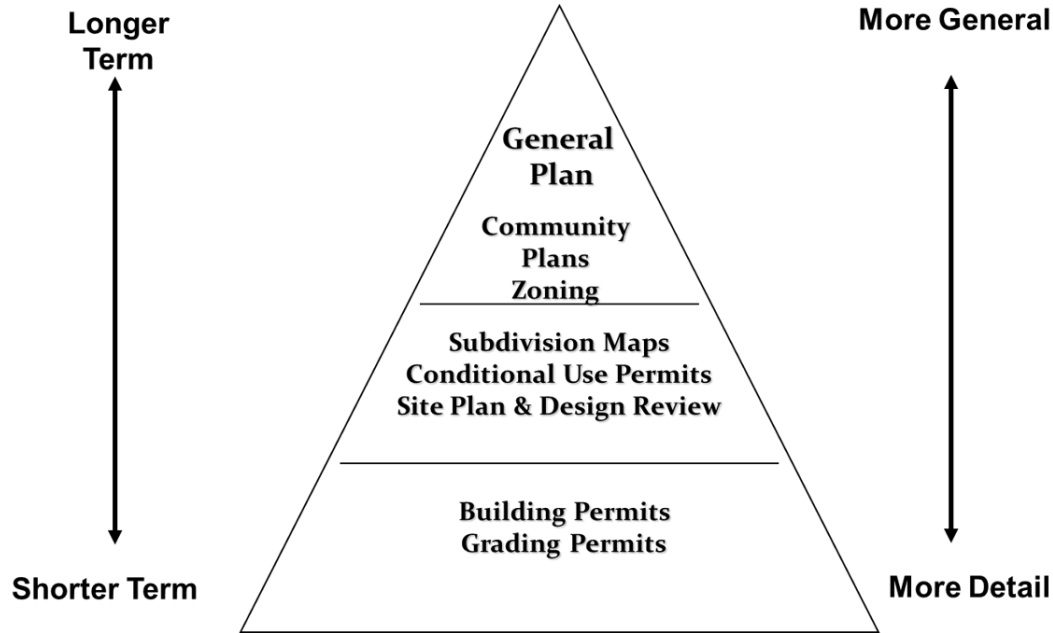 Longer
Term
More General
General
Plan
Community
Plans
Zoning
Subdivision Maps
Conditional Use Permits
Site Plan & Design Review
Building Permits
Grading Permits
Shorter Term
More Detail